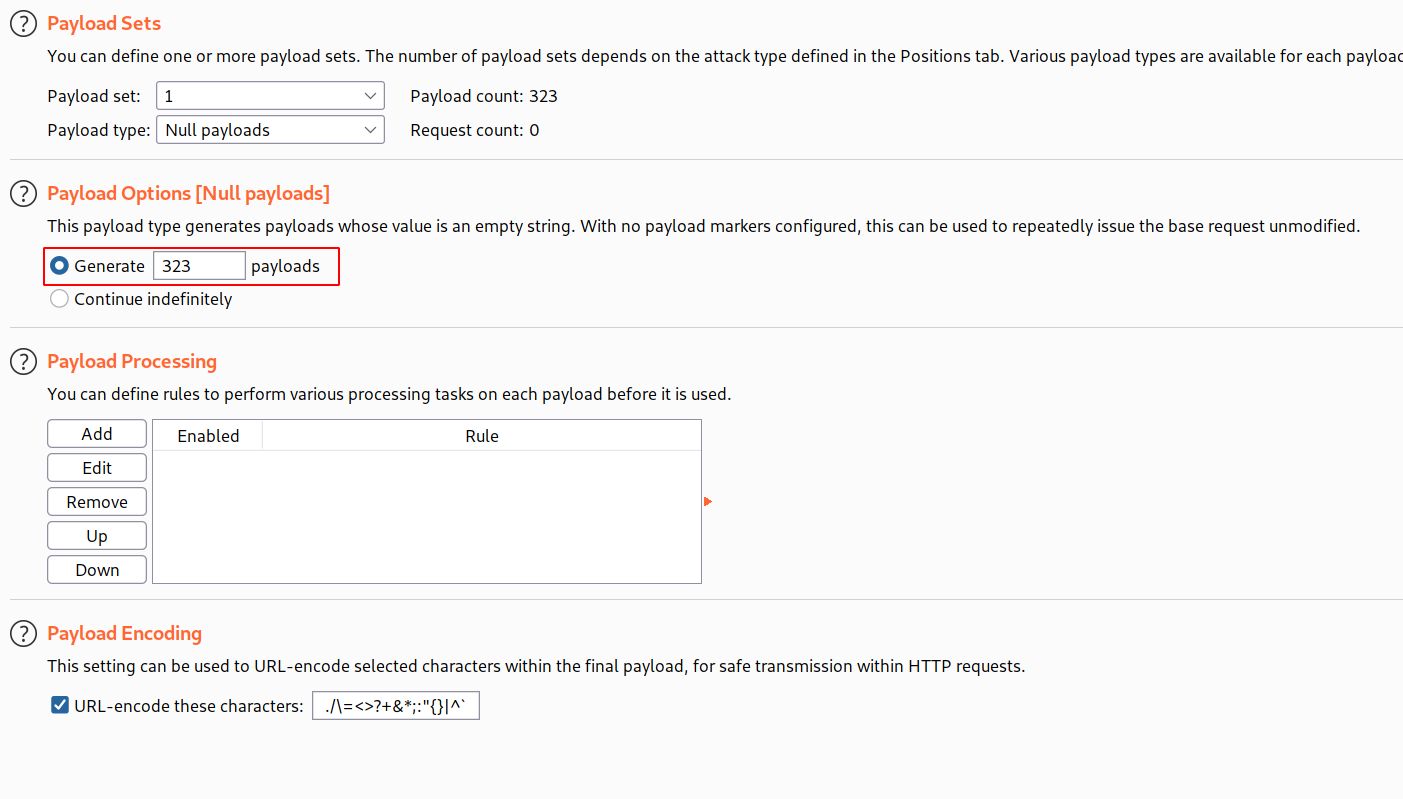 Payload Sets
You can define one or more payload sets. The number of payload sets depends on the attack type defined in the Positions tab. Various payload types are available for each
Payload set: 1 Payload count: 323
Payload type: Null payloads Request count: 0
Payload Options [Null payloads]
This payload type generates payloads whose value is an empty string. With no payload markers configured, this can be used to repeatedly issue the base request unmodified.
Generate 323 payloads
Continue indefinitely
Payload Processing
You can define rules to perform various processing tasks on each payload before it is used.
Add
Edit
Remove
Up
Down
Enabled Rule
Payload Encoding
This setting can be used to URL-encode selected characters within the final payload, for safe transmission within HTTP requests.
URL-encode these characters: ./\=<>?+&*;:"{}|^`